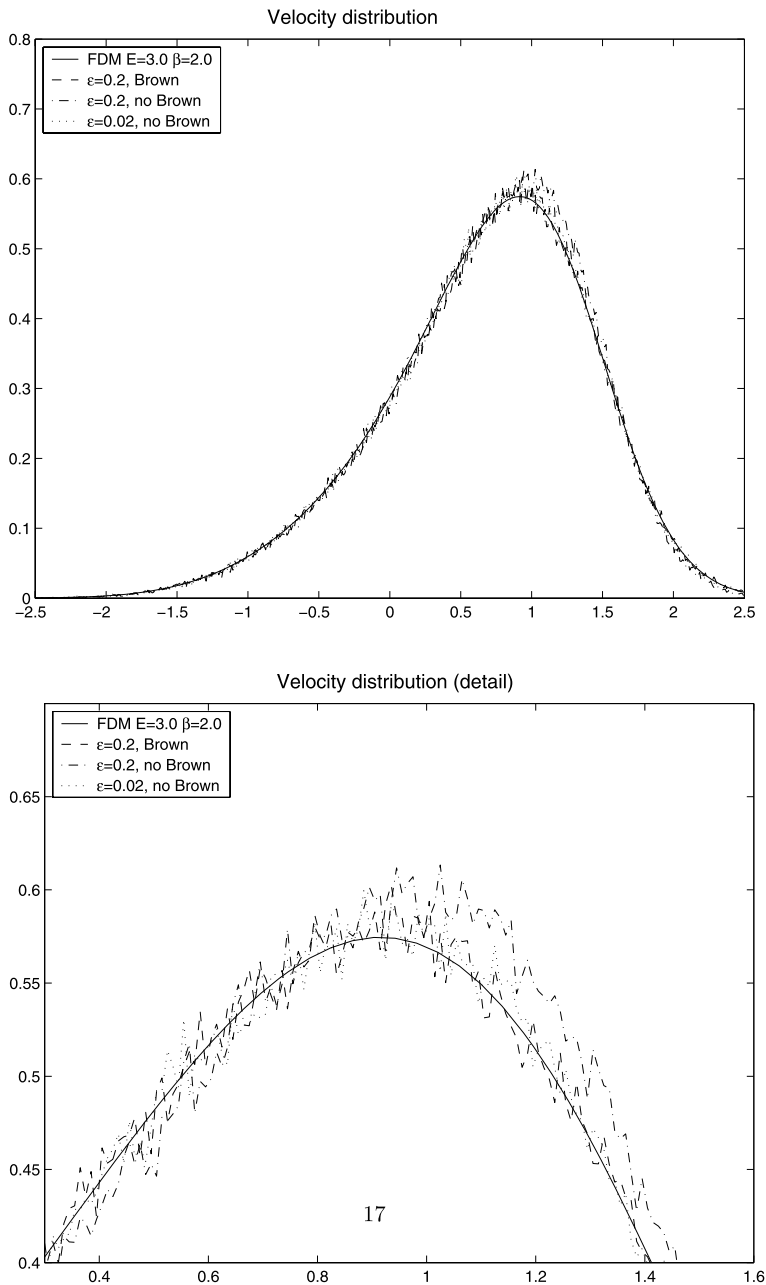 Velocity distribution
0.8
FDM E=3.0 β=2.0
ε=0.2, Brown
ε=0.2, no Brown
ε=0.02, no Brown
0.7
0.6
0.5
0.4
0.3
0.2
0.1
0
−2.5 −2 −1.5 −1 −0.5 0 0.5 1 1.5 2 2.5
Velocity distribution (detail)
FDM E=3.0 β=2.0
ε=0.2, Brown
ε=0.2, no Brown
ε=0.02, no Brown
0.65
0.6
0.55
0.5
0.45
17
0.4
0.4 0.6 0.8 1 1.2 1.4 1.6